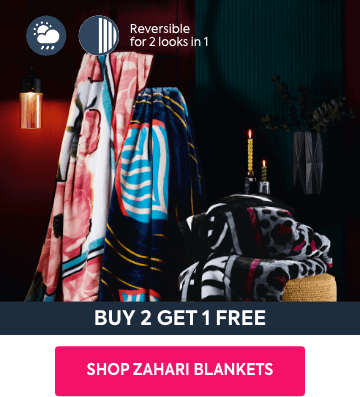 Reversible
for 2 looks in 1
BUY 2 GET 1 FREE
SHOP ZAHARI BLANKETS